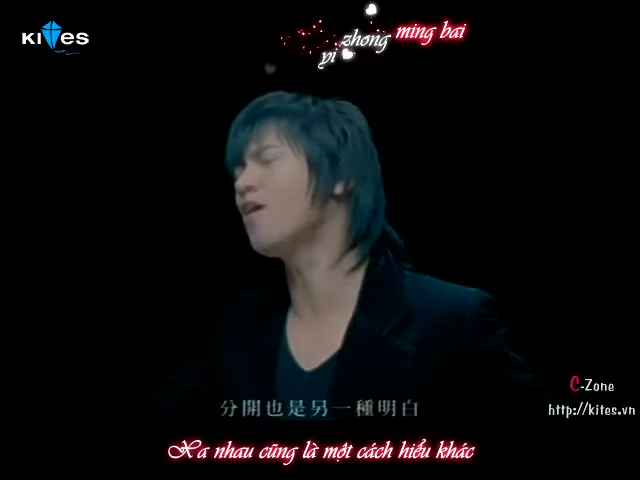 KITES
yi zhong ming bai
C-Zone
http://kites.vn
分開也是另一種明白
Xa nhau cũng là một cách hiểu khác